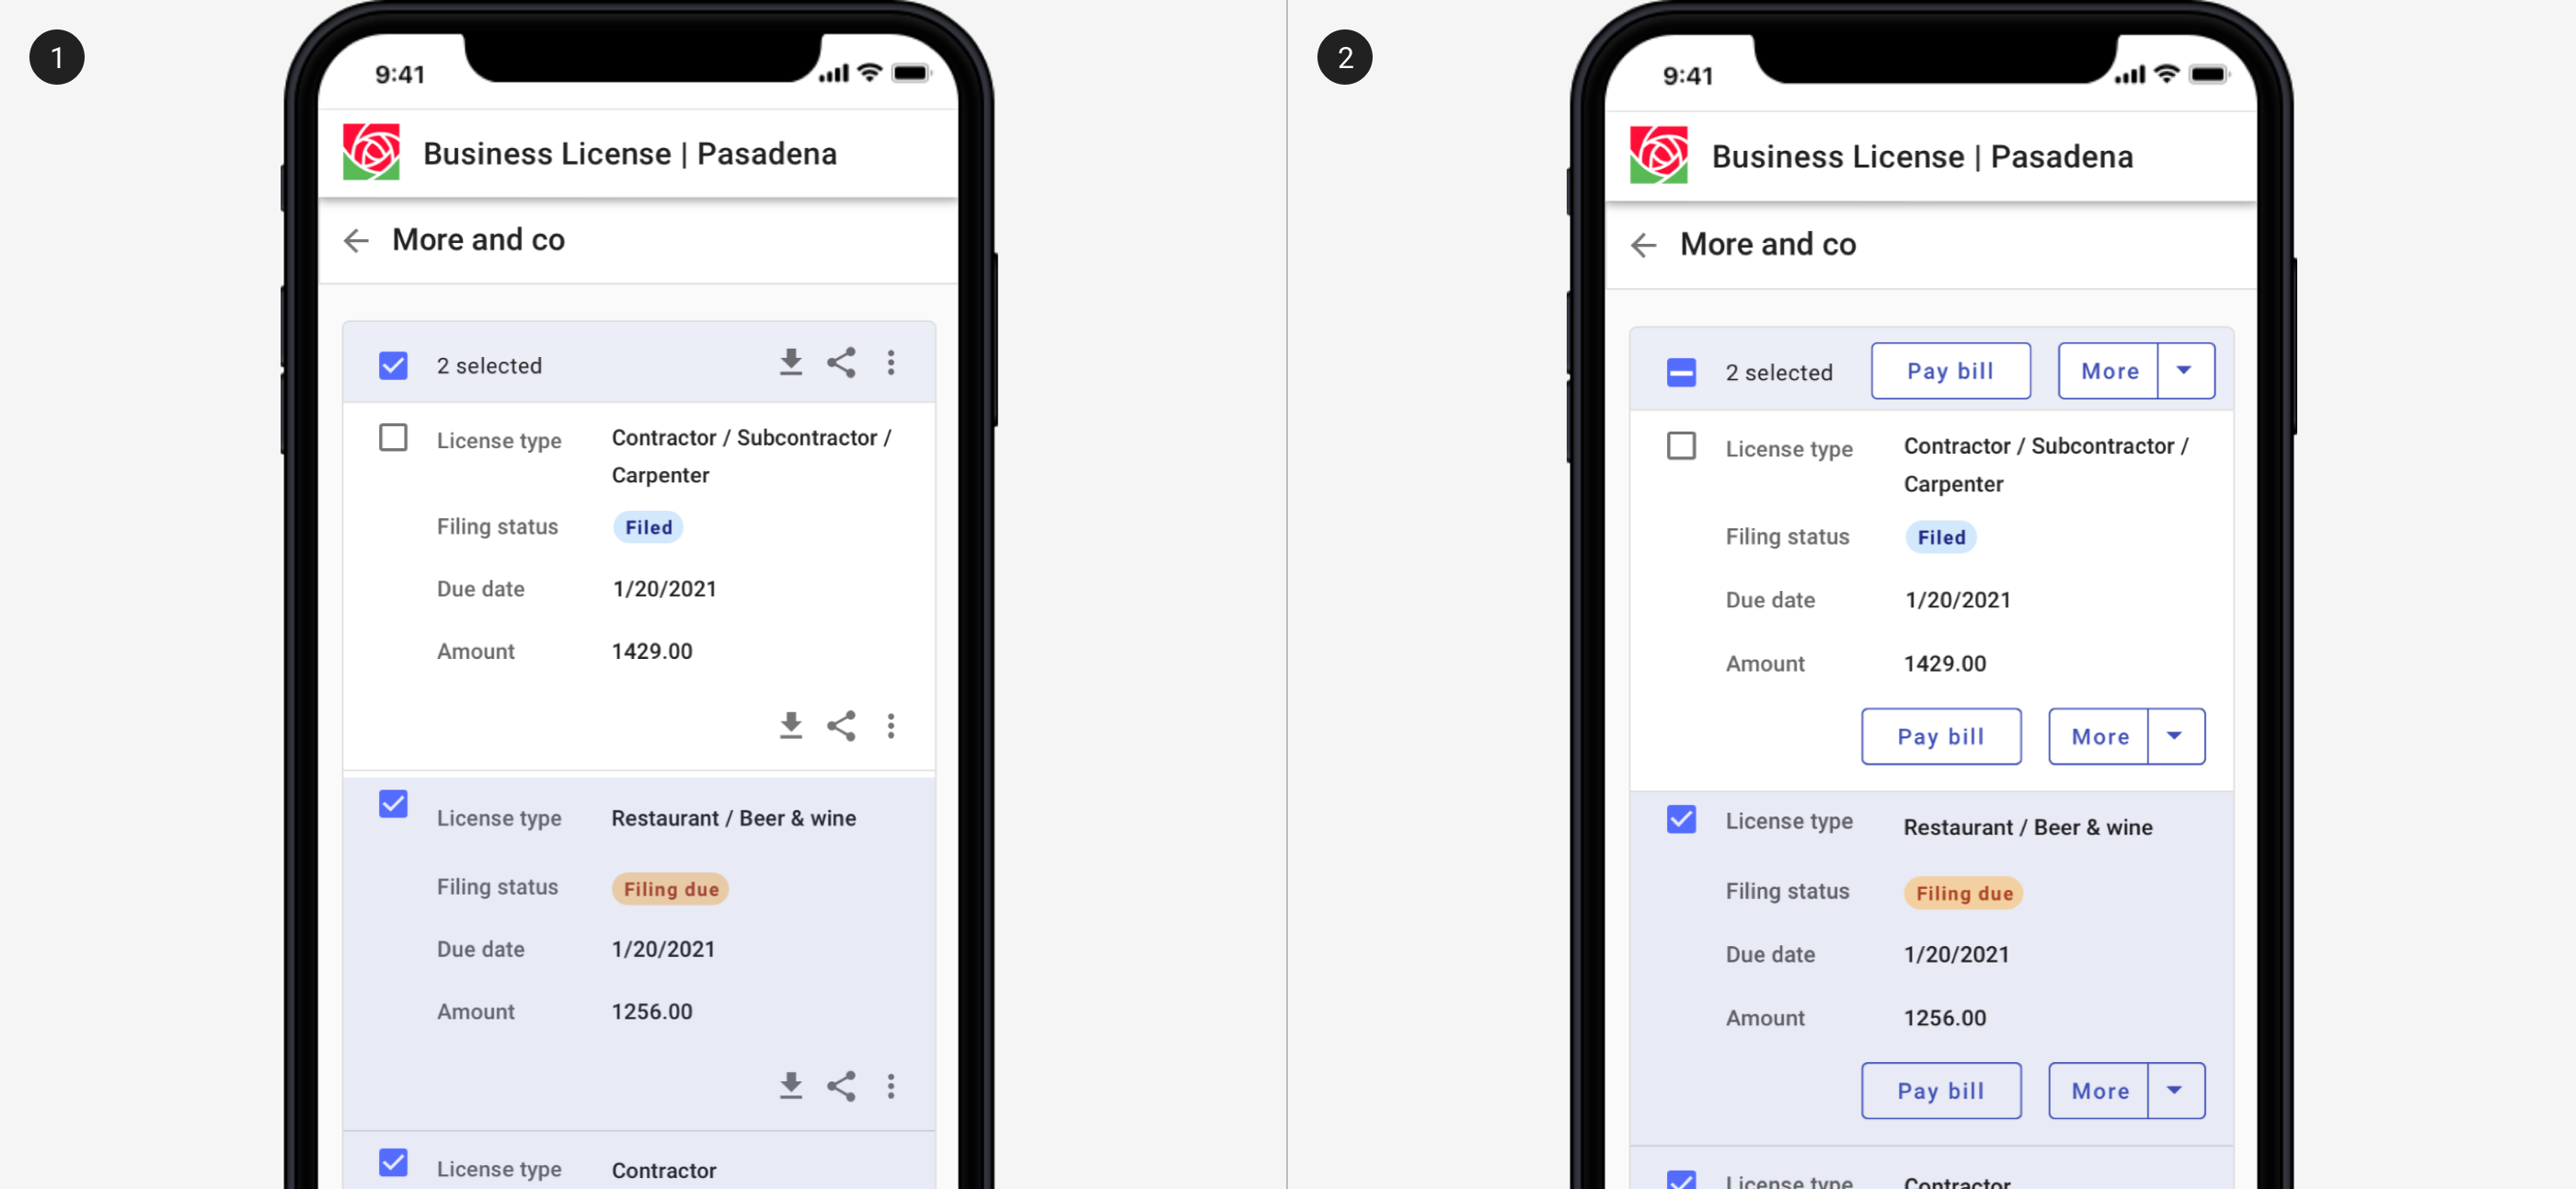 1
9:41
Business License | Pasadena
More and co
2 selected
License type Contractor / Subcontractor /
Carpenter
Filing status Filed
Due date 1/20/2021
Amount 1429.00
License type Restaurant / Beer & wine
Filing status Filing due
Due date 1/20/2021
Amount 1256.00
License type Contractor
2
9:41
Business License | Pasadena
More and co
2 selected Pay bill More
License type Contractor / Subcontractor /
Carpenter
Filing status Filed
Due date 1/20/2021
Amount 1429.00
Pay bill More
License type Restaurant / Beer & wine
Filing status Filing due
Due date 1/20/2021
Amount 1256.00
Pay bill More
License type Contractor